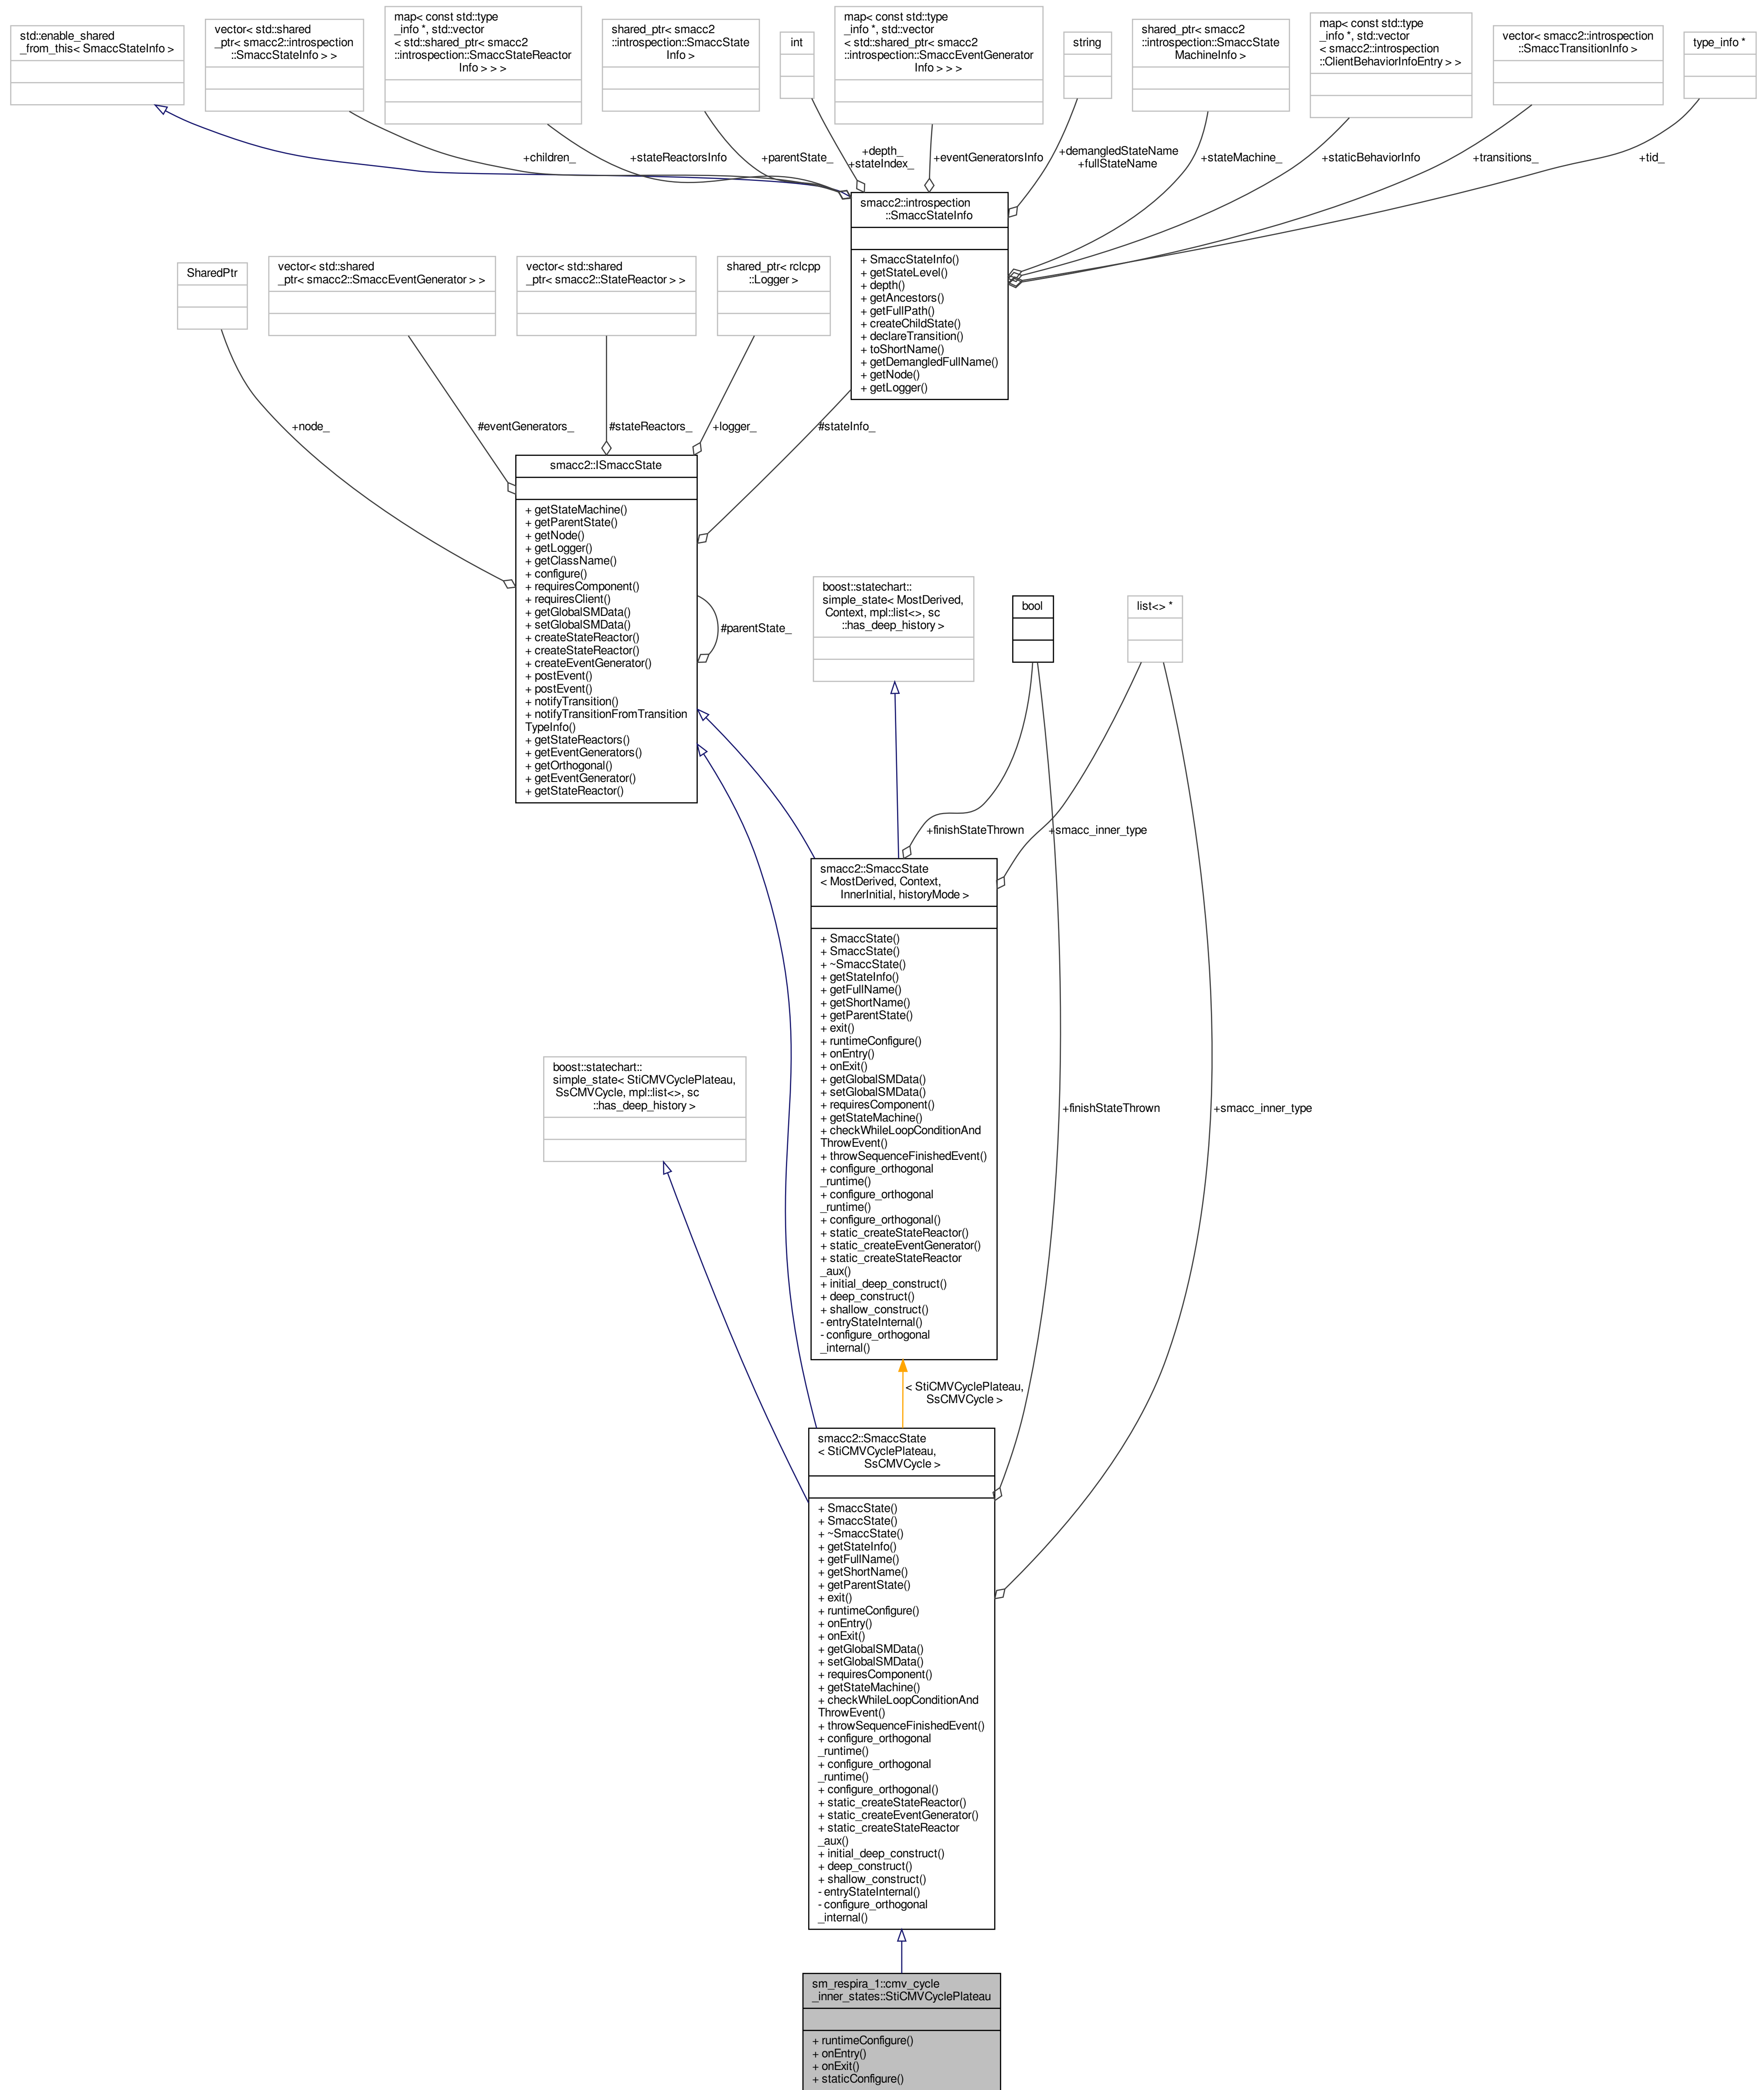 std::enable_shared
_from_this< SmaccStateInfo >
vector< std::shared
_ptr< smacc2::introspection
::SmaccStateInfo > >
map< const std::type
_info *, std::vector
< std::shared_ptr< smacc2
::introspection::SmaccStateReactor
Info > > >
shared_ptr< smacc2
::introspection::SmaccState
Info >
int
map< const std::type
_info *, std::vector
< std::shared_ptr< smacc2
::introspection::SmaccEventGenerator
Info > > >
string
shared_ptr< smacc2
::introspection::SmaccState
MachineInfo >
map< const std::type
_info *, std::vector
< smacc2::introspection
::ClientBehaviorInfoEntry > >
vector< smacc2::introspection
::SmaccTransitionInfo >
type_info *
+children_
+stateReactorsInfo
+parentState_
+depth_
+stateIndex_
+eventGeneratorsInfo
+demangledStateName
+fullStateName
+stateMachine_
+staticBehaviorInfo
+transitions_
+tid_
smacc2::introspection
::SmaccStateInfo
+ SmaccStateInfo()
+ getStateLevel()
+ depth()
+ getAncestors()
+ getFullPath()
+ createChildState()
+ declareTransition()
+ toShortName()
+ getDemangledFullName()
+ getNode()
+ getLogger()
SharedPtr
vector< std::shared
_ptr< smacc2::SmaccEventGenerator > >
vector< std::shared
_ptr< smacc2::StateReactor > >
shared_ptr< rclcpp
::Logger >
+node_
#eventGenerators_
#stateReactors_
+logger_
#stateInfo_
smacc2::ISmaccState
+ getStateMachine()
+ getParentState()
+ getNode()
+ getLogger()
+ getClassName()
+ configure()
+ requiresComponent()
+ requiresClient()
+ getGlobalSMData()
+ setGlobalSMData()
+ createStateReactor()
+ createStateReactor()
+ createEventGenerator()
+ postEvent()
+ postEvent()
+ notifyTransition()
+ notifyTransitionFromTransition
TypeInfo()
+ getStateReactors()
+ getEventGenerators()
+ getOrthogonal()
+ getEventGenerator()
+ getStateReactor()
#parentState_
boost::statechart::
simple_state< MostDerived,
Context, mpl::list<>, sc
::has_deep_history >
bool
list<> *
+finishStateThrown
+smacc_inner_type
smacc2::SmaccState
< MostDerived, Context,
InnerInitial, historyMode >
+ SmaccState()
+ SmaccState()
+ ~SmaccState()
+ getStateInfo()
+ getFullName()
+ getShortName()
+ getParentState()
+ exit()
+ runtimeConfigure()
+ onEntry()
+ onExit()
+ getGlobalSMData()
+ setGlobalSMData()
+ requiresComponent()
+ getStateMachine()
+ checkWhileLoopConditionAnd
ThrowEvent()
+ throwSequenceFinishedEvent()
+ configure_orthogonal
_runtime()
+ configure_orthogonal
_runtime()
+ configure_orthogonal()
+ static_createStateReactor()
+ static_createEventGenerator()
+ static_createStateReactor
_aux()
+ initial_deep_construct()
+ deep_construct()
+ shallow_construct()
- entryStateInternal()
- configure_orthogonal
_internal()
boost::statechart::
simple_state< StiCMVCyclePlateau,
SsCMVCycle, mpl::list<>, sc
::has_deep_history >
+finishStateThrown
+smacc_inner_type
< StiCMVCyclePlateau,
SsCMVCycle >
smacc2::SmaccState
< StiCMVCyclePlateau,
SsCMVCycle >
+ SmaccState()
+ SmaccState()
+ ~SmaccState()
+ getStateInfo()
+ getFullName()
+ getShortName()
+ getParentState()
+ exit()
+ runtimeConfigure()
+ onEntry()
+ onExit()
+ getGlobalSMData()
+ setGlobalSMData()
+ requiresComponent()
+ getStateMachine()
+ checkWhileLoopConditionAnd
ThrowEvent()
+ throwSequenceFinishedEvent()
+ configure_orthogonal
_runtime()
+ configure_orthogonal
_runtime()
+ configure_orthogonal()
+ static_createStateReactor()
+ static_createEventGenerator()
+ static_createStateReactor
_aux()
+ initial_deep_construct()
+ deep_construct()
+ shallow_construct()
- entryStateInternal()
- configure_orthogonal
_internal()
sm_respira_1::cmv_cycle
_inner_states::StiCMVCyclePlateau
+ runtimeConfigure()
+ onEntry()
+ onExit()
+ staticConfigure()